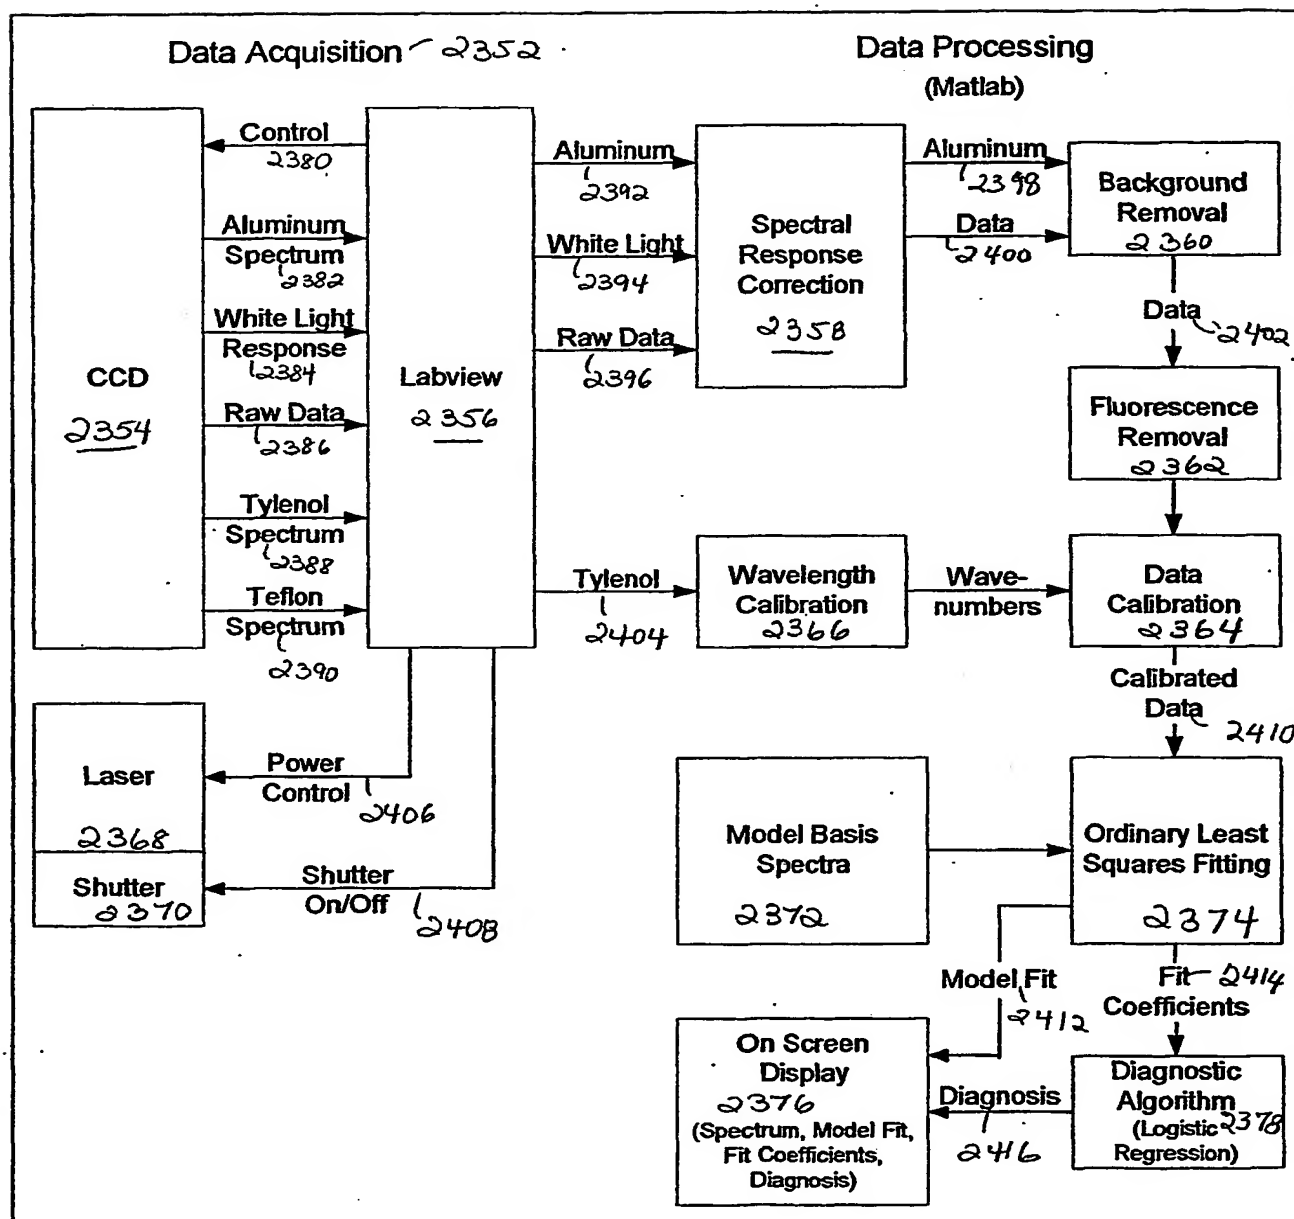 Data Acquisition 2352
Data Processing
(Matlab)
CCD
2354
Control
2380
Aluminum
Spectrum
2382
White Light
Response
2384
Raw Data
2386
Tylenol
Spectrum
2388
Teflon
Spectrum
2390
Labview
2356
Aluminum
2392
White Light
2394
Raw Data
2396
Spectral
Response
Correction
2358
Aluminum
2398
Data
2400
Background
Removal
2360
Data
2402
Fluorescence
Removal
2362
Tylenol
2404
Wavelength
Calibration
2366
Wave-
numbers
Data
Calibration
2364
Calibrated
Data
2410
Laser
2368
Shutter
2370
Power
Control
2406
Shutter
On/Off
2408
Model Basis
Spectra
2372
Ordinary Least
Squares Fitting
2374
Model Fit
2412
Fit 2414
Coefficients
On Screen
Display
2376
(Spectrum, Model Fit,
Fit Coefficients,
Diagnosis)
Diagnosis
2416
Diagnostic
Algorithm
(Logistic 2378
Regression)